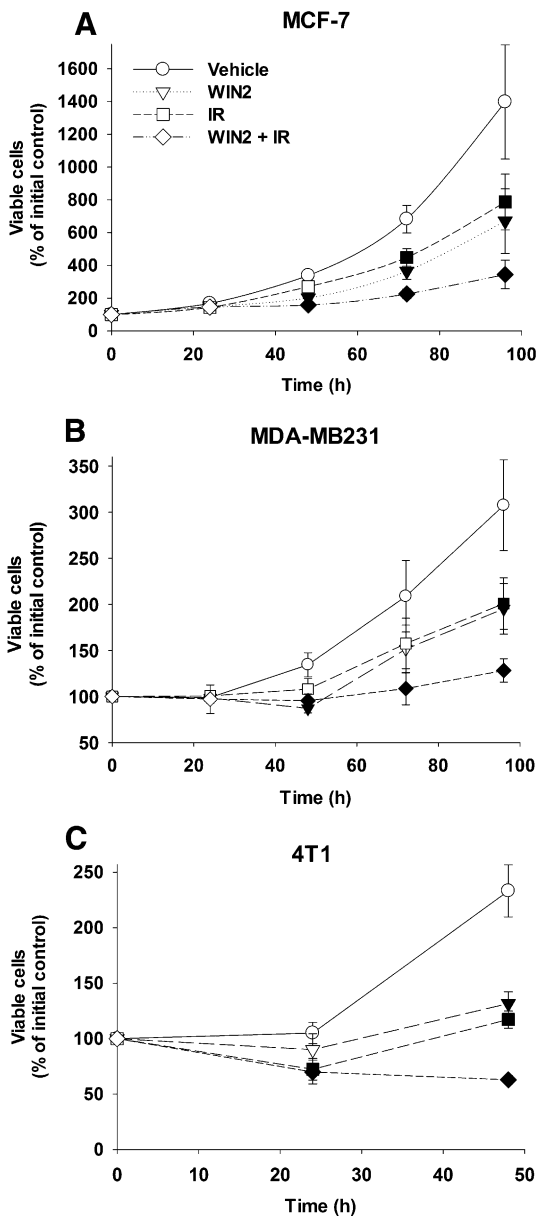 A
MCF-7
Vehicle
WIN2
IR
WIN2 + IR
Viable cells
(% of initial control)
1600
1400
1200
1000
800
600
400
200
0
0 20 40 60 80 100
Time (h)
B
MDA-MB231
Viable cells
(% of initial control)
350
300
250
200
150
100
50
0 20 40 60 80 100
Time (h)
C
4T1
Viable cells
(% of initial control)
250
200
150
100
50
0
0 10 20 30 40 50
Time (h)